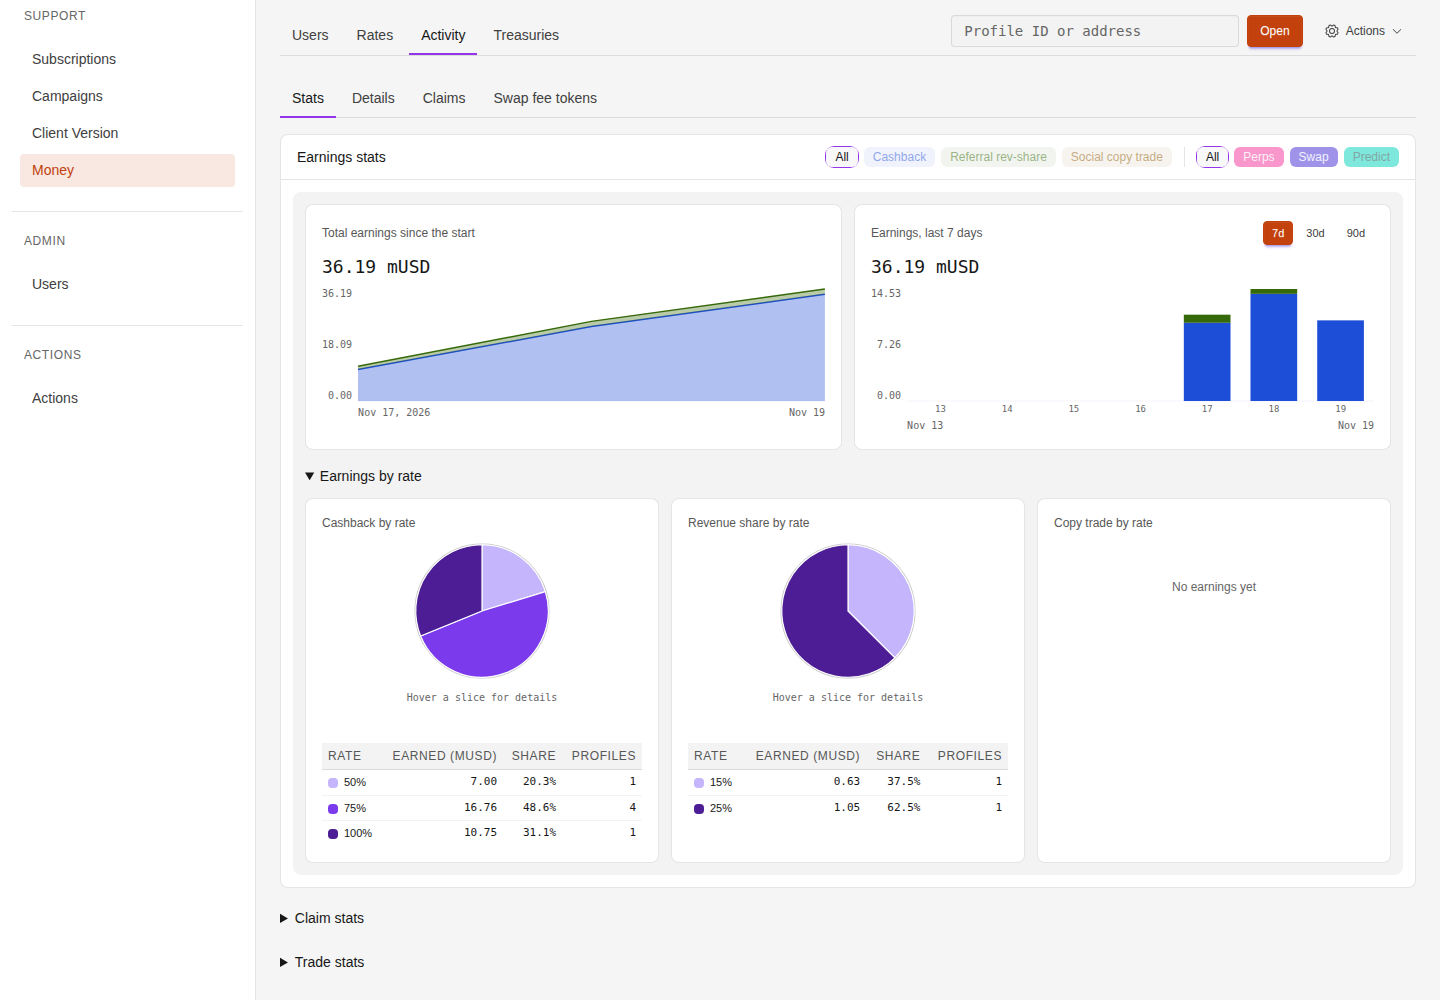 SUPPORT
Subscriptions
Campaigns
Client Version
Money
ADMIN
Users
ACTIONS
Actions
Users Rates Activity Treasuries
Profile ID or address Open Actions
Stats Details Claims Swap fee tokens
Earnings stats All Cashback Referral rev-share Social copy trade All Perps Swap Predict
Total earnings since the start
36.19 mUSD
36.19
18.09
0.00
Nov 17, 2026 Nov 19
Earnings, last 7 days 7d 30d 90d
36.19 mUSD
14.53
7.26
0.00
13 14 15 16 17 18 19
Nov 13 Nov 19
Earnings by rate
Cashback by rate
Hover a slice for details
RATE EARNED (MUSD) SHARE PROFILES
50% 7.00 20.3% 1
75% 16.76 48.6% 4
100% 10.75 31.1% 1
Revenue share by rate
Hover a slice for details
RATE EARNED (MUSD) SHARE PROFILES
15% 0.63 37.5% 1
25% 1.05 62.5% 1
Copy trade by rate
No earnings yet
Claim stats
Trade stats